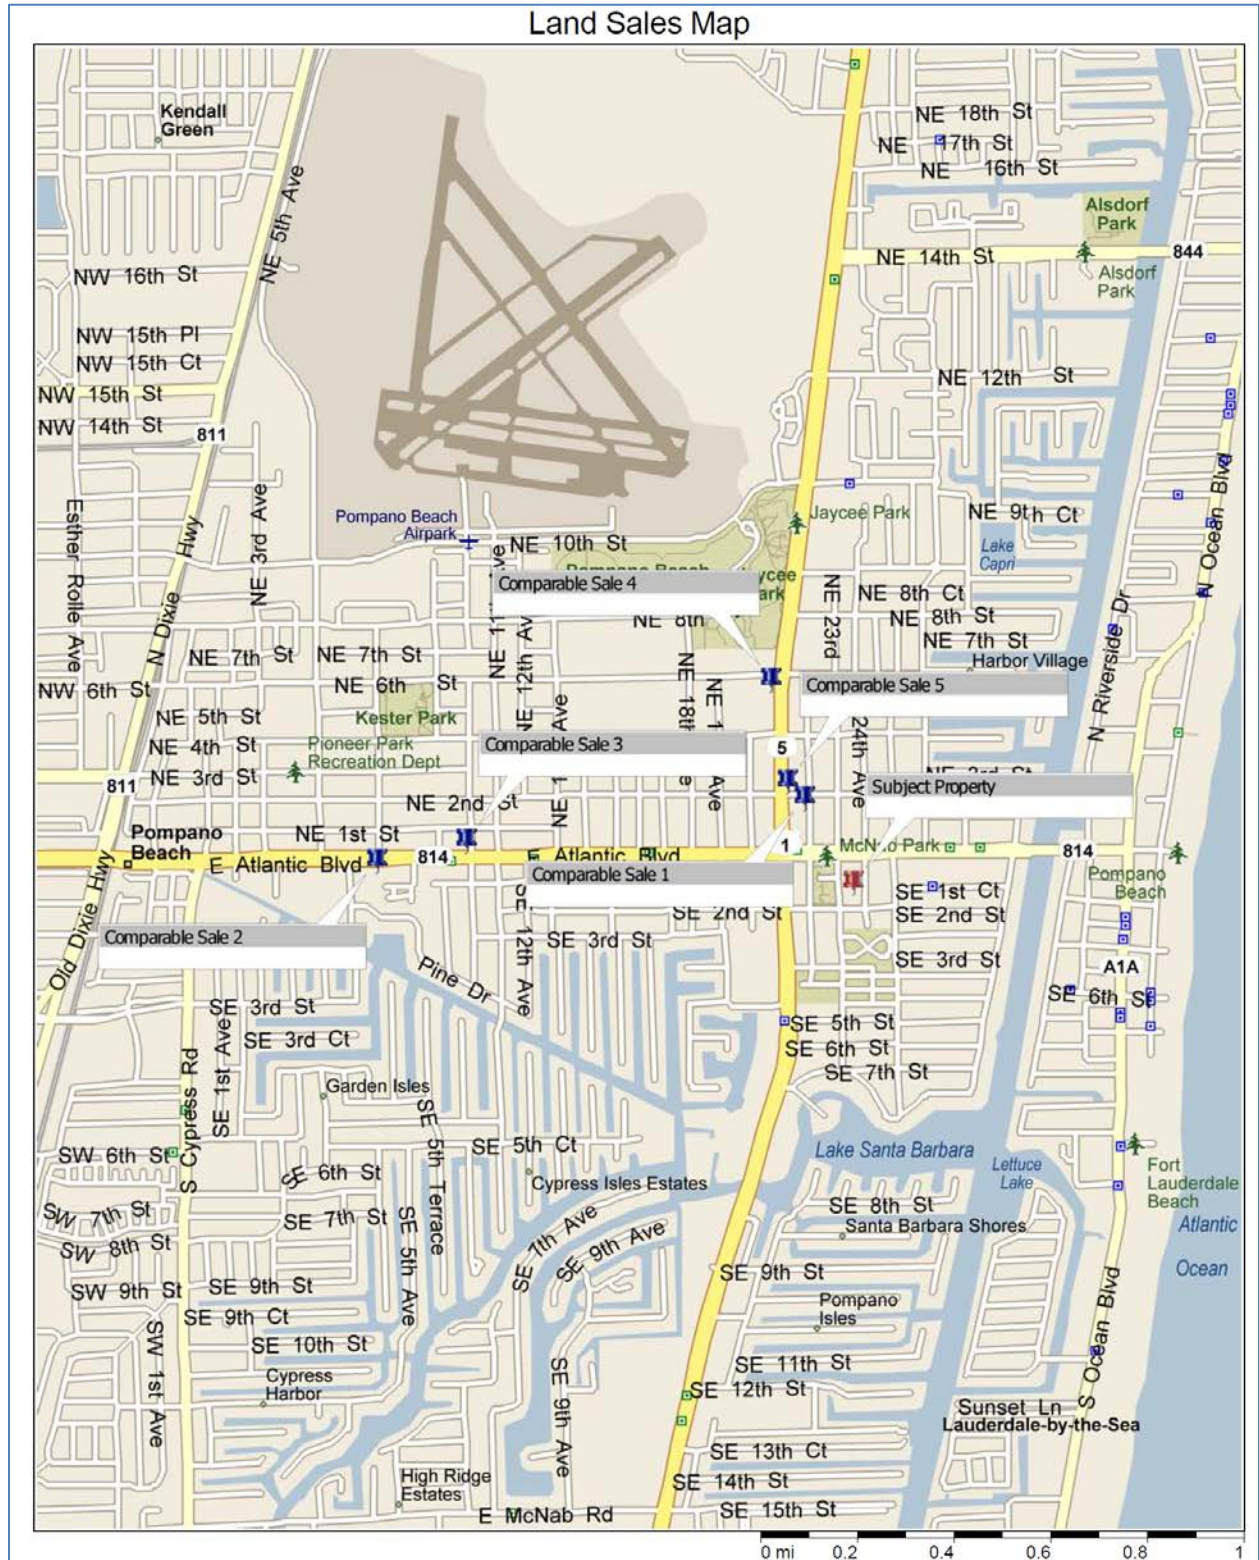 Land Sales Map
Kendall
Green
NE 18th St
NE 17th St
NE 16th St
NE 5th Ave
Alsdorf
Park
NE 14th St
844
Alsdorf
Park
NW 16th St
NW 15th Pl
NW 15th Ct
NW 15th St
NW 14th St
811
NE 12th St
N Ocean Blvd
Esther Rolle Ave
N Dixie Hwy
NE 3rd Ave
Pompano Beach
Airpark
NE 10th St
Jaycee Park
NE 9th Ct
Lake
Capri
N Ocean Blvd
Comparable Sale 4
NE 8th
NE 23rd
NE 8th Ct
NE 8th St
NE 7th St
Harbor Village
N Riverside Dr
NE 7th St
NE 7th St
NW 6th St
NE 6th St
NE 12th Av
NE 18th
Comparable Sale 5
NE 5th St
Kester Park
NE 4th St
Pioneer Park
Recreation Dept
Comparable Sale 3
5
24th Ave
811
NE 3rd St
Subject Property
NE 2nd St
Ave
Pompano
Beach
NE 1st St
E Atlantic Blvd
814
E Atlantic Blvd
1
McNab Park
814
Pompano
Beach
Comparable Sale 1
SE 1st Ct
SE 2nd St
SE 2nd St
Old Dixie Hwy
Comparable Sale 2
SE 12th Ave
SE 3rd St
SE 3rd St
Pine Dr
A1A
SE 6th St
SE 3rd St
SE 5th St
SE 3rd Ct
SE 1st Ave
SE 6th St
SE 7th St
S Cypress Rd
Garden Isles
SE 5th Terrace
SE 5th Ct
SW 6th St
Lake Santa Barbara
Lettuce
Lake
Fort
Lauderdale
Beach
SE 6th St
Cypress Isles Estates
SW 7th St
SE 7th St
SE 8th St
Santa Barbara Shores
Atlantic
Ocean
SW 8th St
SE 5th Ave
SE 7th Ave
SE 9th Ave
SW 9th St
SE 9th St
SE 9th St
SE 9th Ct
Pompano
Isles
S Ocean Blvd
SW 1st Ave
SE 10th St
SE 11th St
Cypress
Harbor
SE 9th Ave
SE 12th St
Sunset Ln
Lauderdale-by-the-Sea
SE 13th Ct
High Ridge
Estates
SE 14th St
E McNab Rd
SE 15th St
0 mi 0.2 0.4 0.6 0.8 1